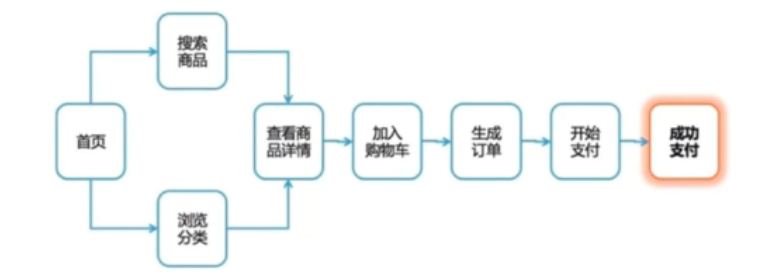 搜索
商品
首页
浏览
分类
查看商
品详情
加入
购物车
生成
订单
开始
支付
成功
支付